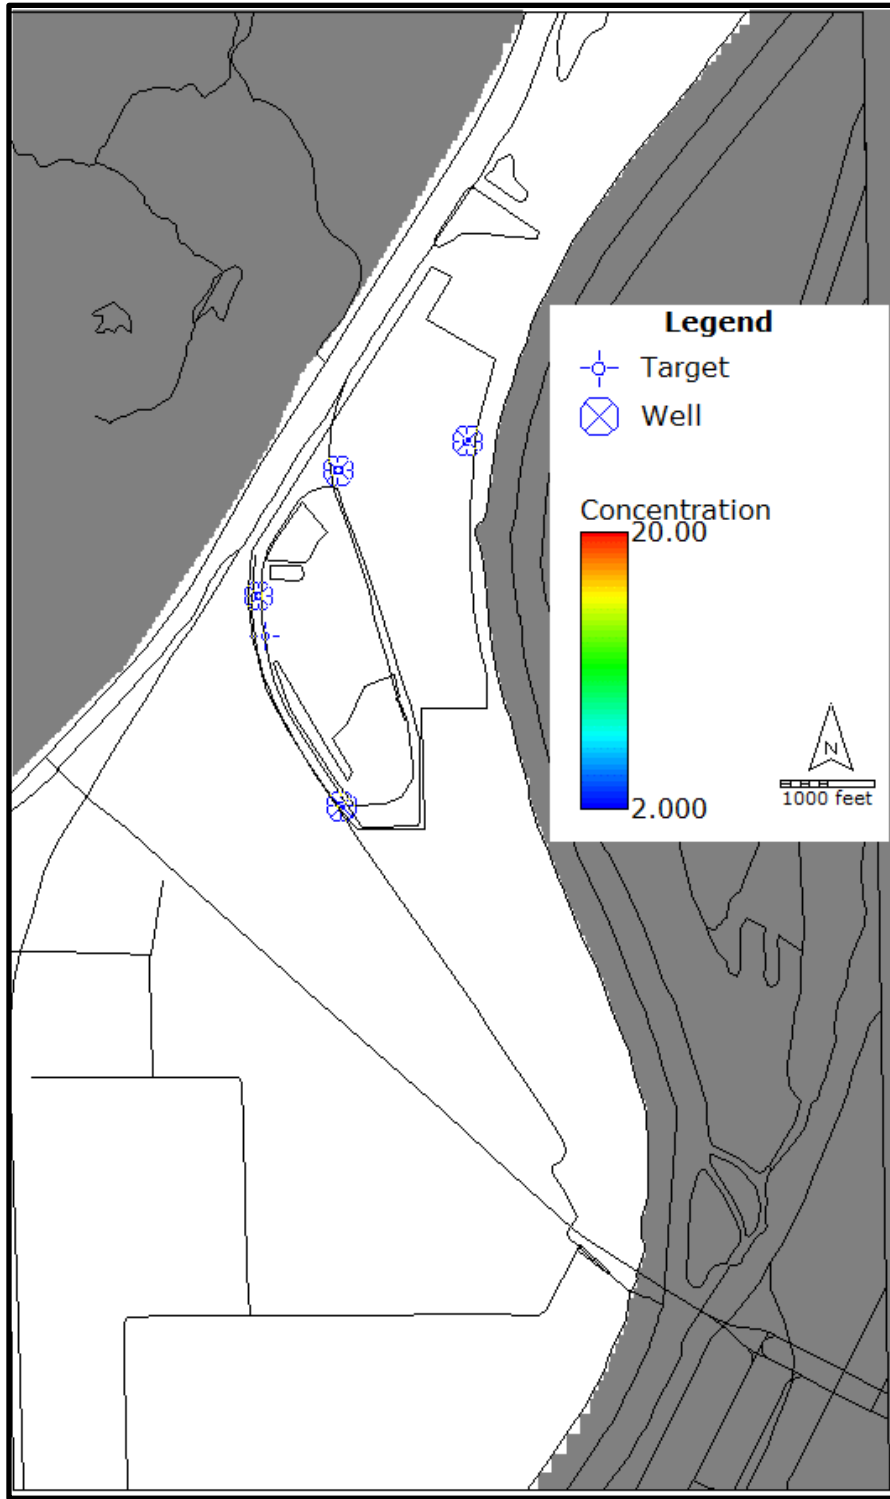 Legend
Target
Well
Concentration
20.00
2.000
N
1000 feet